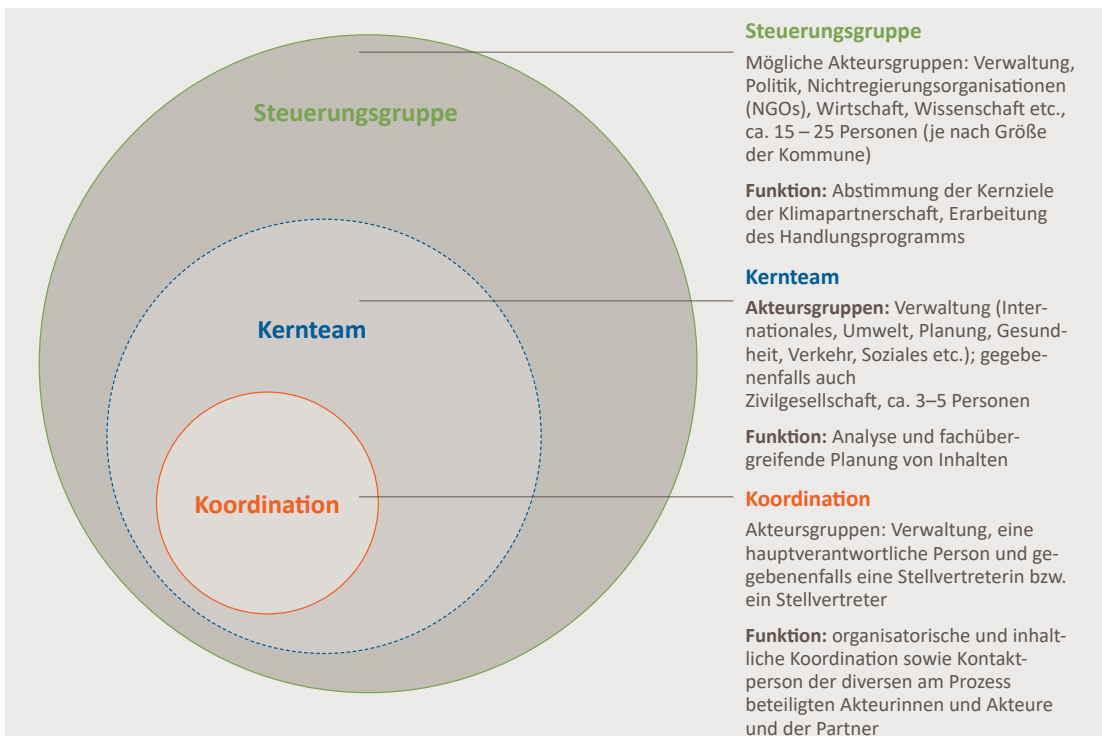 Steuerungsgruppe
Kernteam
Koordination
Steuerungsgruppe
Mögliche Akteursgruppen: Verwaltung,
Politik, Nichtregierungsorganisationen
(NGOs), Wirtschaft, Wissenschaft etc.,
ca. 15 – 25 Personen (je nach Größe
der Kommune)
Funktion: Abstimmung der Kernziele
der Klimapartnerschaft, Erarbeitung
des Handlungsprogramms
Kernteam
Akteursgruppen: Verwaltung (Inter-
nationales, Umwelt, Planung, Gesund-
heit, Verkehr, Soziales etc.); gegebe-
nenfalls auch
Zivilgesellschaft, ca. 3–5 Personen
Funktion: Analyse und fachüber-
greifende Planung von Inhalten
Koordination
Akteursgruppen: Verwaltung, eine
hauptverantwortliche Person und ge-
gebenenfalls eine Stellvertreterin bzw.
ein Stellvertreter
Funktion: organisatorische und inhalt-
liche Koordination sowie Kontakt-
person der diversen am Prozess
beteiligten Akteurinnen und Akteure
und der Partner